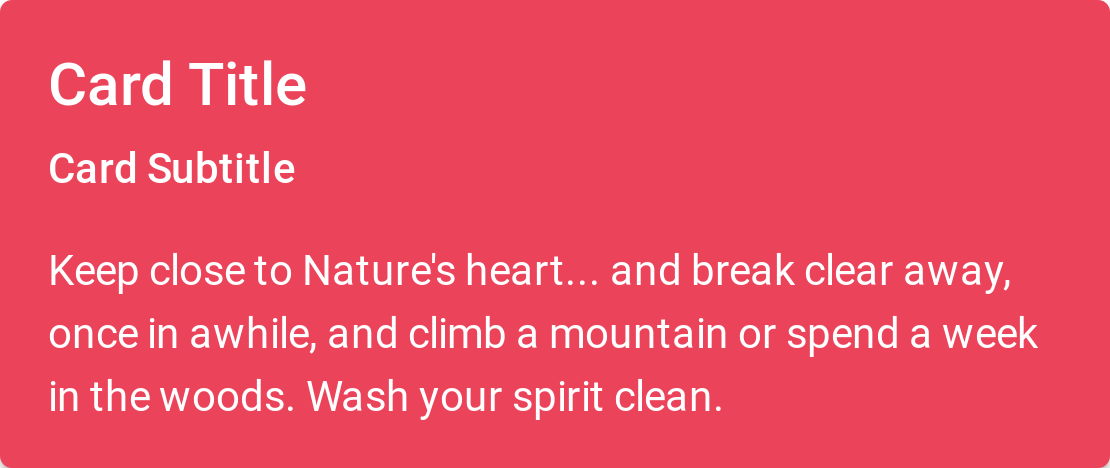 Card Title
Card Subtitle
Keep close to Nature's heart... and break clear away,
once in awhile, and climb a mountain or spend a week
in the woods. Wash your spirit clean.